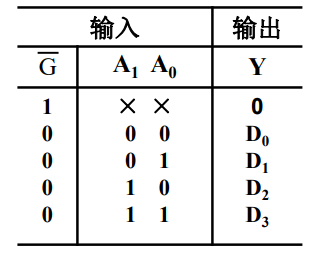 输入 输出
G̅ A₁ A₀ Y
1 × × 0
0 0 0 D₀
0 0 1 D₁
0 1 0 D₂
0 1 1 D₃